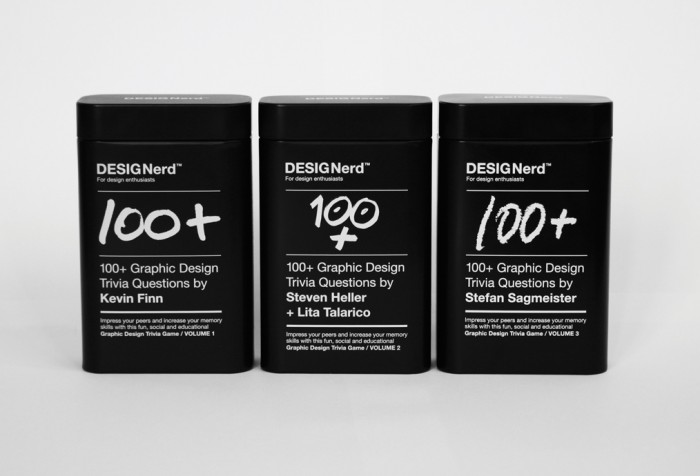 DESIGNerd™
DESIGNerd™
For design enthusiasts
100+
100+ Graphic Design
Trivia Questions by
Kevin Finn
Impress your peers and increase your memory
skills with this fun, social and educational
Graphic Design Trivia Game / VOLUME 1
DESIGNerd™
DESIGNerd™
For design enthusiasts
100
+
100+ Graphic Design
Trivia Questions by
Steven Heller
+ Lita Talarico
Impress your peers and increase your memory
skills with this fun, social and educational
Graphic Design Trivia Game / VOLUME 2
DESIGNerd™
DESIGNerd™
For design enthusiasts
100+
100+ Graphic Design
Trivia Questions by
Stefan Sagmeister
Impress your peers and increase your memory
skills with this fun, social and educational
Graphic Design Trivia Game / VOLUME 3